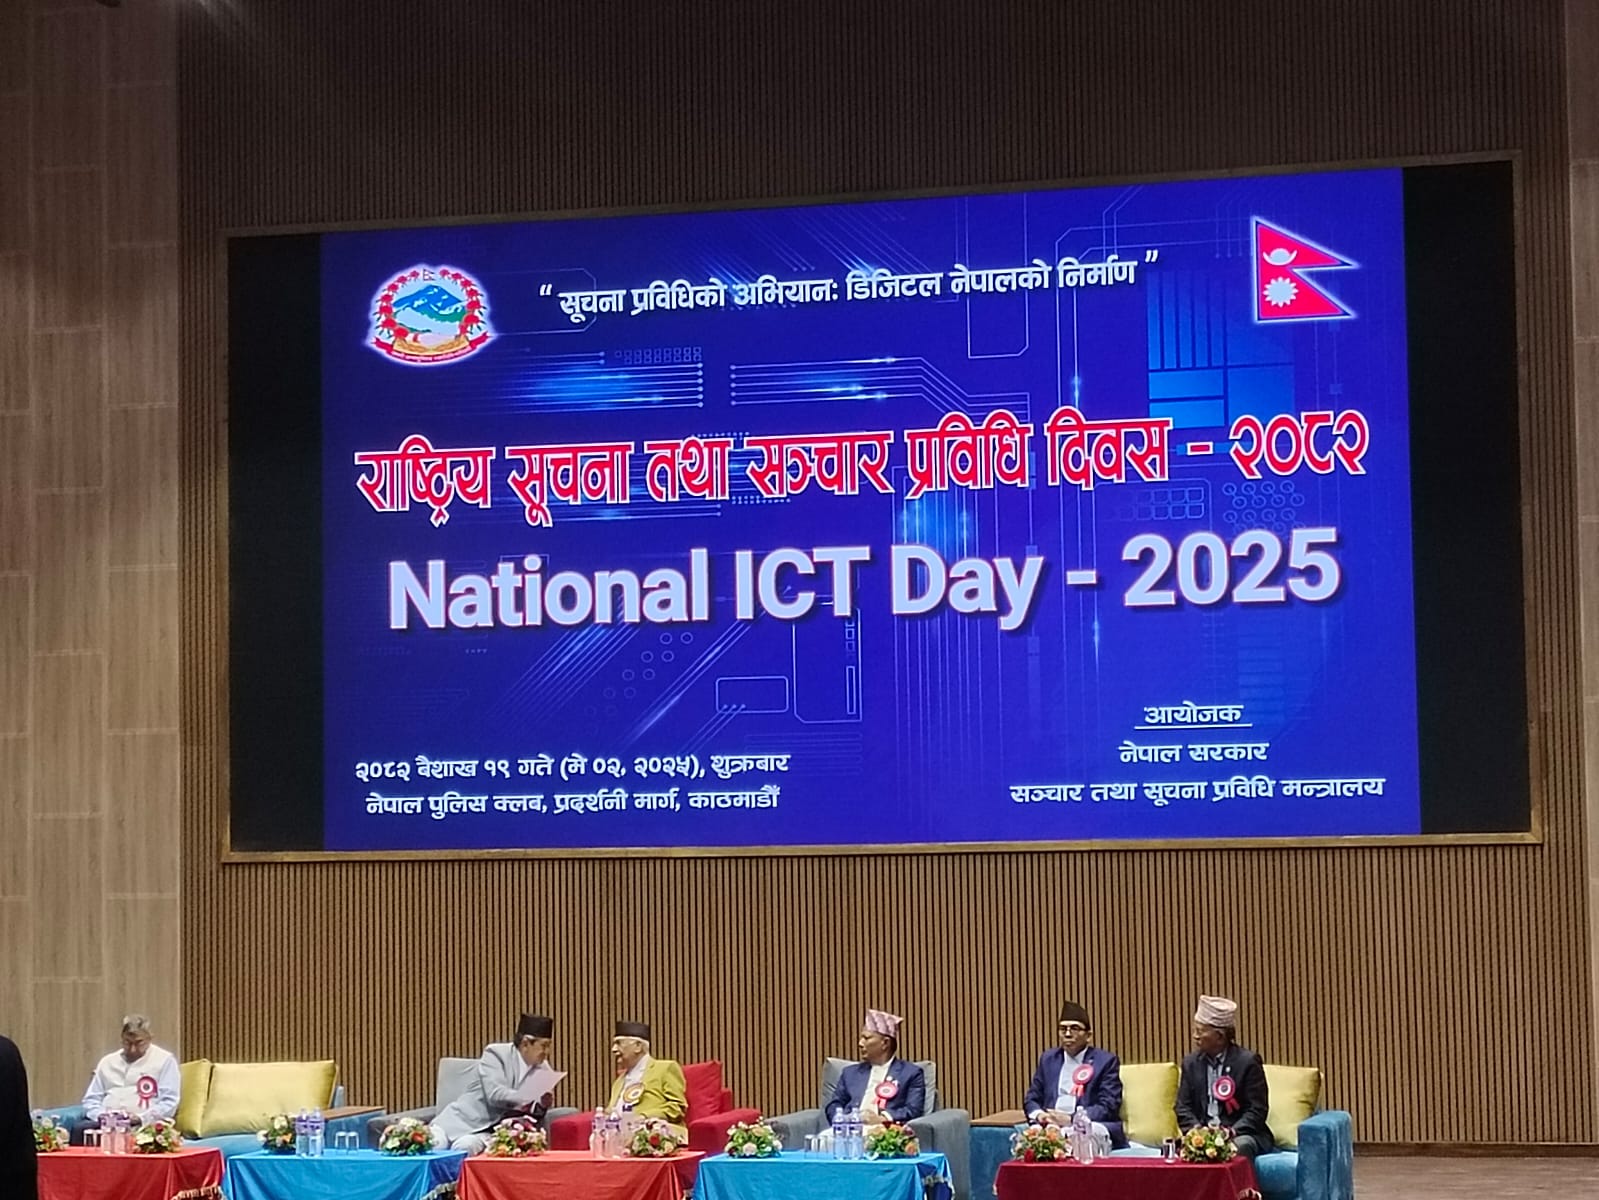 “ सूचना प्रविधिको अभियान: डिजिटल नेपालको निर्माण ”
राष्ट्रिय सूचना तथा सञ्चार प्रविधि दिवस - २०८२
National ICT Day - 2025
२०८२ बैशाख १९ गते (मे ०२, २०२५), शुक्रबार
नेपाल पुलिस क्लब, प्रदर्शनी मार्ग, काठमाडौँ
आयोजक
नेपाल सरकार
सञ्चार तथा सूचना प्रविधि मन्त्रालय